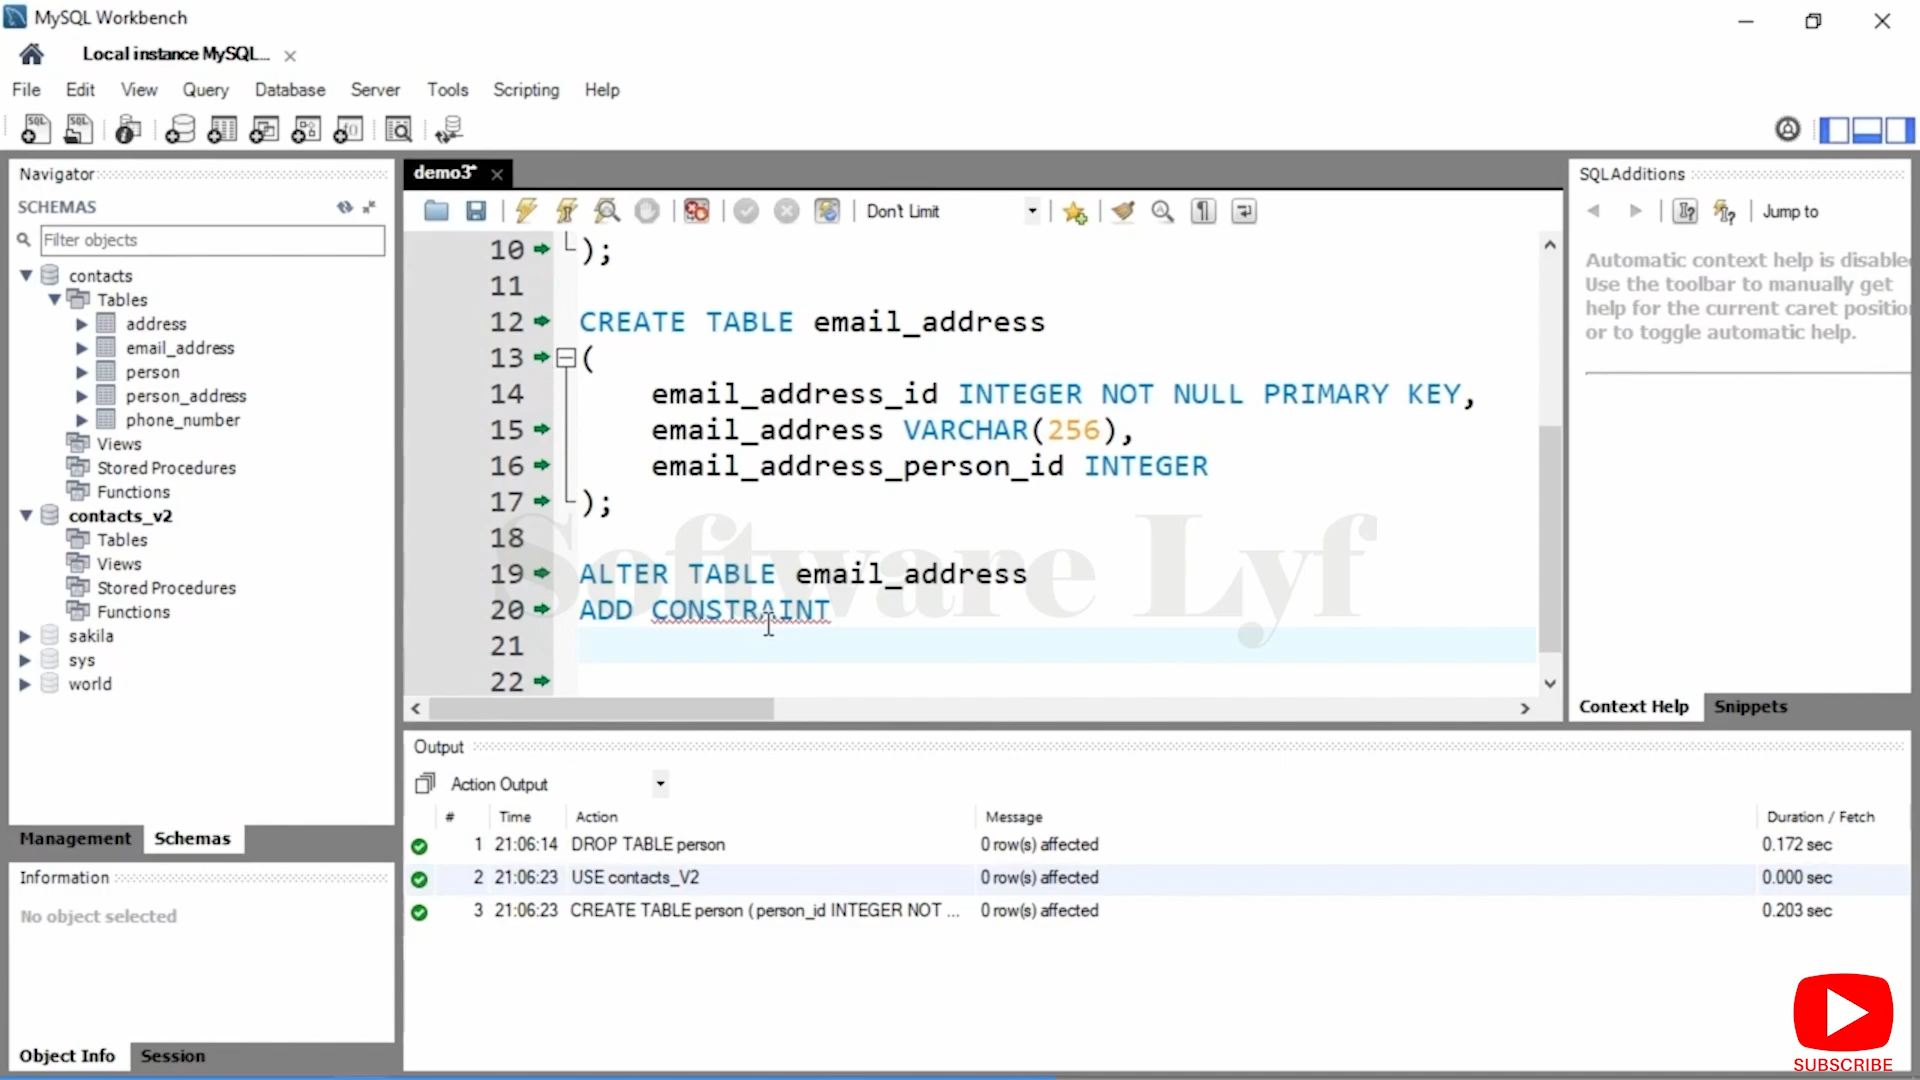 MySQL Workbench
Local instance MySQL...
File Edit View Query Database Server Tools Scripting Help
Navigator
SCHEMAS
Filter objects
contacts
Tables
address
email_address
person
person_address
phone_number
Views
Stored Procedures
Functions
contacts_v2
Tables
Views
Stored Procedures
Functions
sakila
sys
world
Management Schemas
Information
No object selected
Object Info Session
demo3*
Don't Limit
10 );
11
12 CREATE TABLE email_address
13 (
14 email_address_id INTEGER NOT NULL PRIMARY KEY,
15 email_address VARCHAR(256),
16 email_address_person_id INTEGER
17 );
18
19 ALTER TABLE email_address
20 ADD CONSTRAINT
21
22
Software Lyf
SQLAdditions
Jump to
Automatic context help is disable
Use the toolbar to manually get
help for the current caret positio
or to toggle automatic help.
Context Help Snippets
Output
Action Output
# Time Action Message Duration / Fetch
1 21:06:14 DROP TABLE person 0 row(s) affected 0.172 sec
2 21:06:23 USE contacts_V2 0 row(s) affected 0.000 sec
3 21:06:23 CREATE TABLE person ( person_id INTEGER NOT ... 0 row(s) affected 0.203 sec
SUBSCRIBE